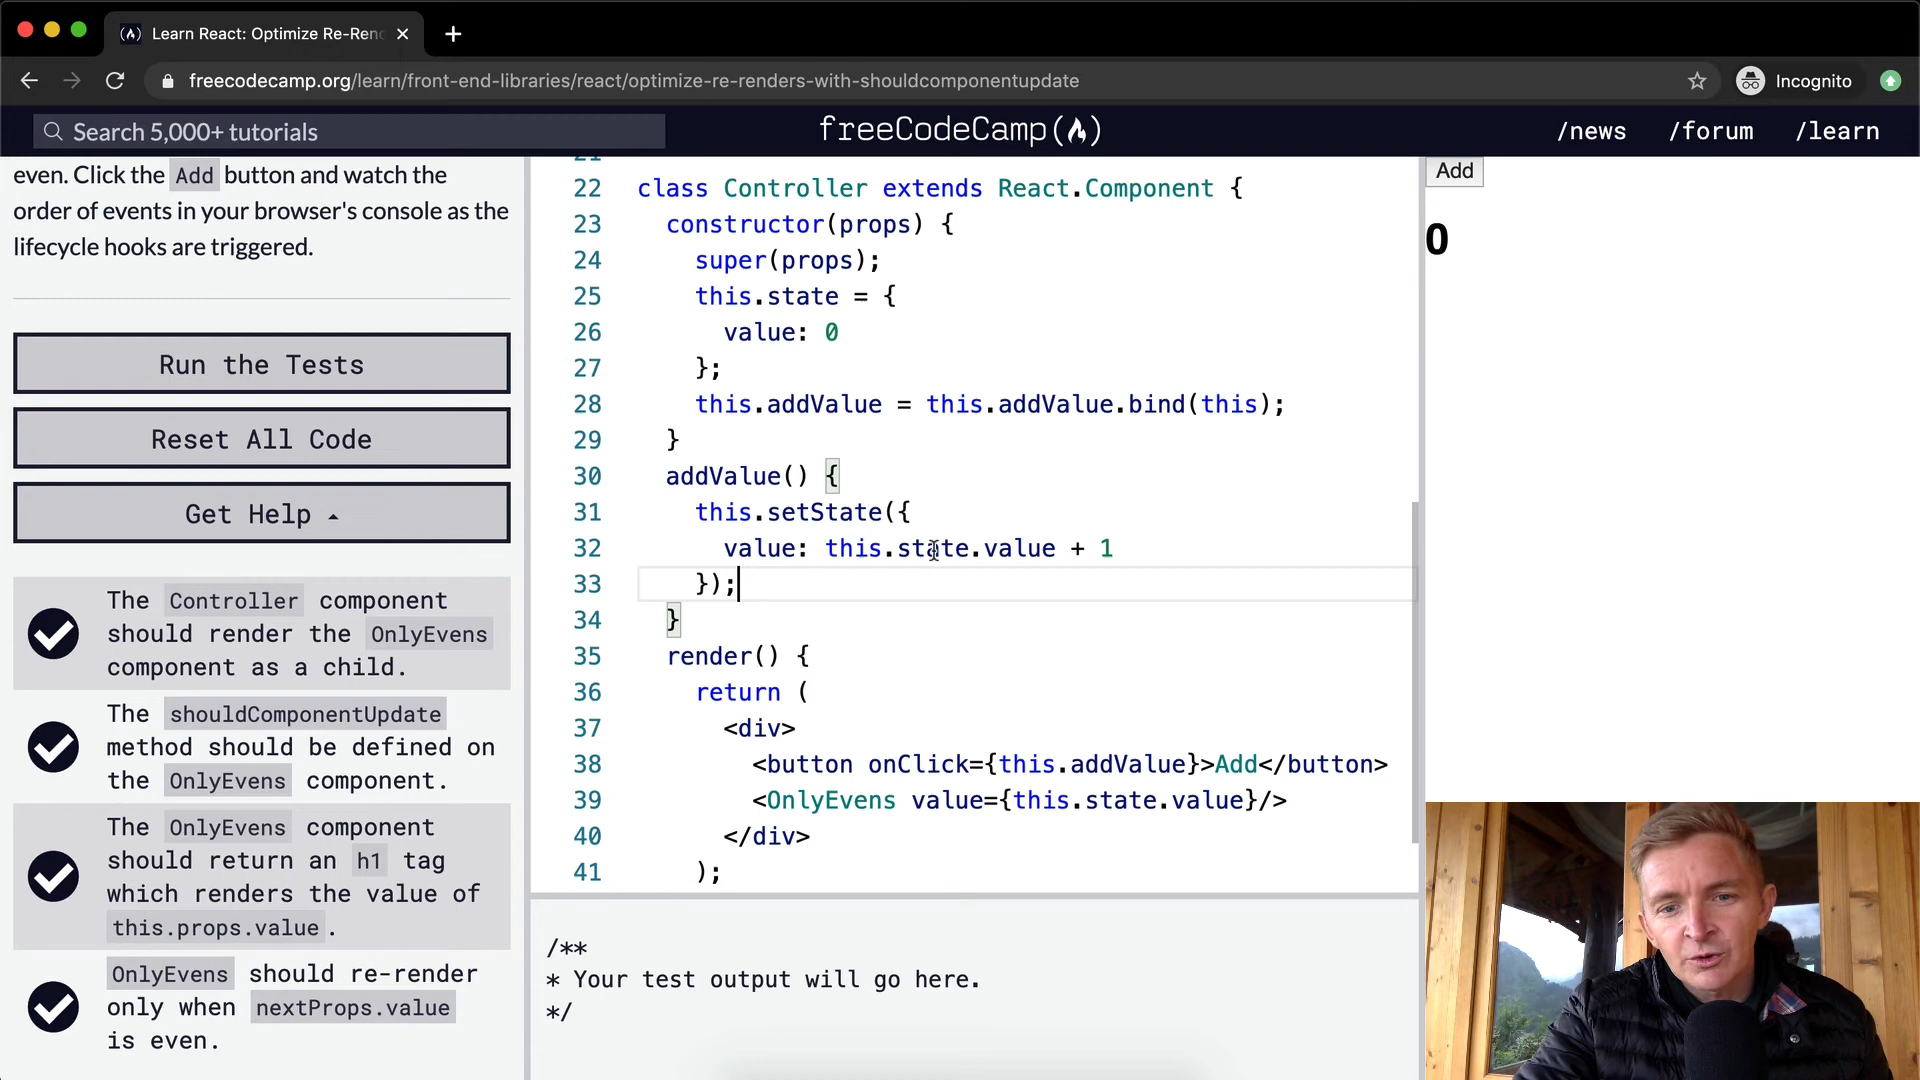 Learn React: Optimize Re-Rend
freecodecamp.org/learn/front-end-libraries/react/optimize-re-renders-with-shouldcomponentupdate
Incognito
Search 5,000+ tutorials
freeCodeCamp(🔥)
/news
/forum
/learn
even. Click the Add button and watch the
order of events in your browser's console as the
lifecycle hooks are triggered.
Run the Tests
Reset All Code
Get Help
The Controller component
should render the OnlyEvens
component as a child.
The shouldComponentUpdate
method should be defined on
the OnlyEvens component.
The OnlyEvens component
should return an h1 tag
which renders the value of
this.props.value .
OnlyEvens should re-render
only when nextProps.value
is even.
21
22 class Controller extends React.Component {
23 constructor(props) {
24 super(props);
25 this.state = {
26 value: 0
27 };
28 this.addValue = this.addValue.bind(this);
29 }
30 addValue() {
31 this.setState({
32 value: this.state.value + 1
33 });
34 }
35 render() {
36 return (
37 <div>
38 <button onClick={this.addValue}>Add</button>
39 <OnlyEvens value={this.state.value}/>
40 </div>
41 );
/**
* Your test output will go here.
*/
Add
0